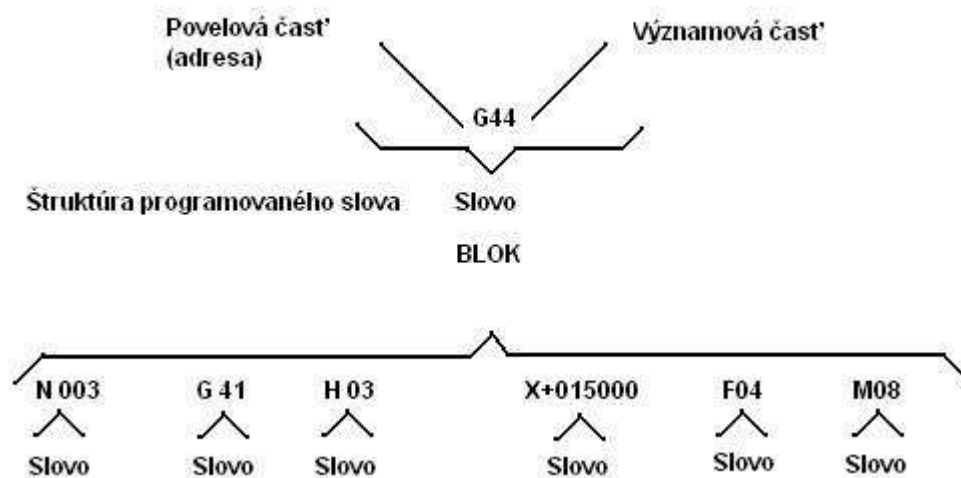 Povelová časť
(adresa)
Významová časť
G44
Štruktúra programovaného slova Slovo
BLOK
N 003 G 41 H 03 X+015000 F04 M08
Slovo Slovo Slovo Slovo Slovo Slovo